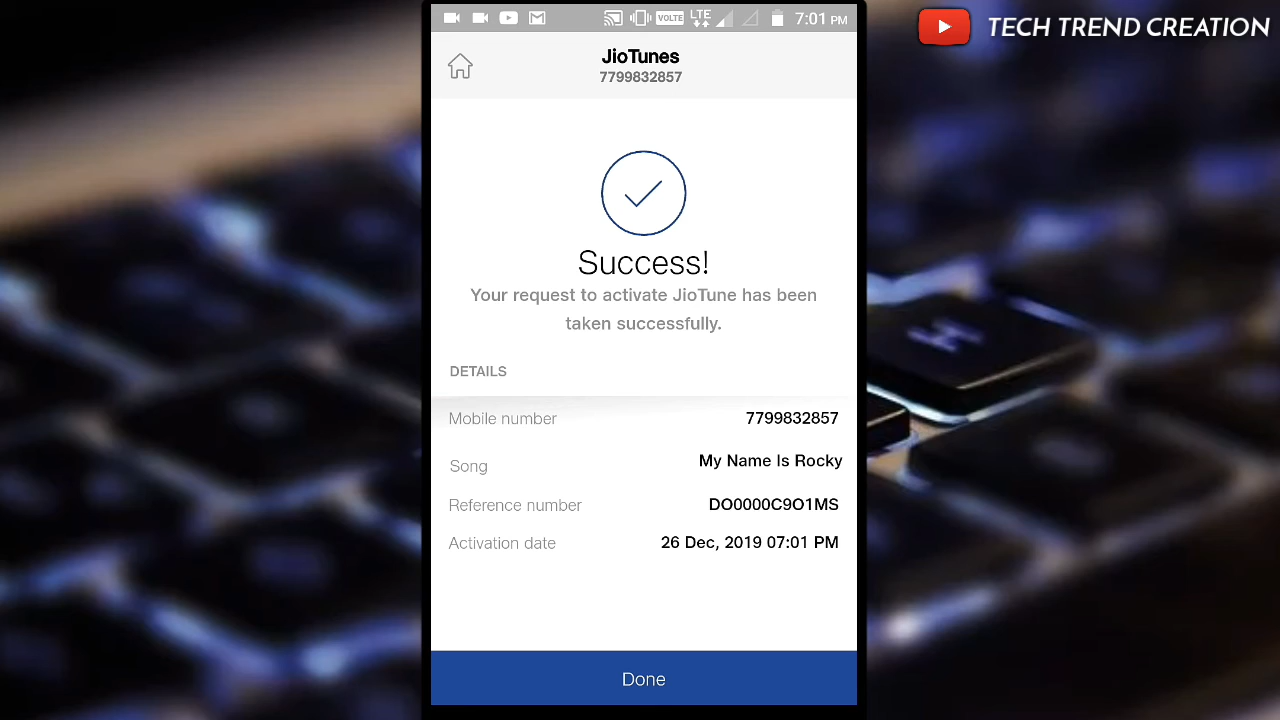 VOLTE LTE 7:01 PM
TECH TREND CREATION
JioTunes
7799832857
Success!
Your request to activate JioTune has been
taken successfully.
DETAILS
Mobile number 7799832857
Song My Name Is Rocky
Reference number DO0000C9O1MS
Activation date 26 Dec, 2019 07:01 PM
Done